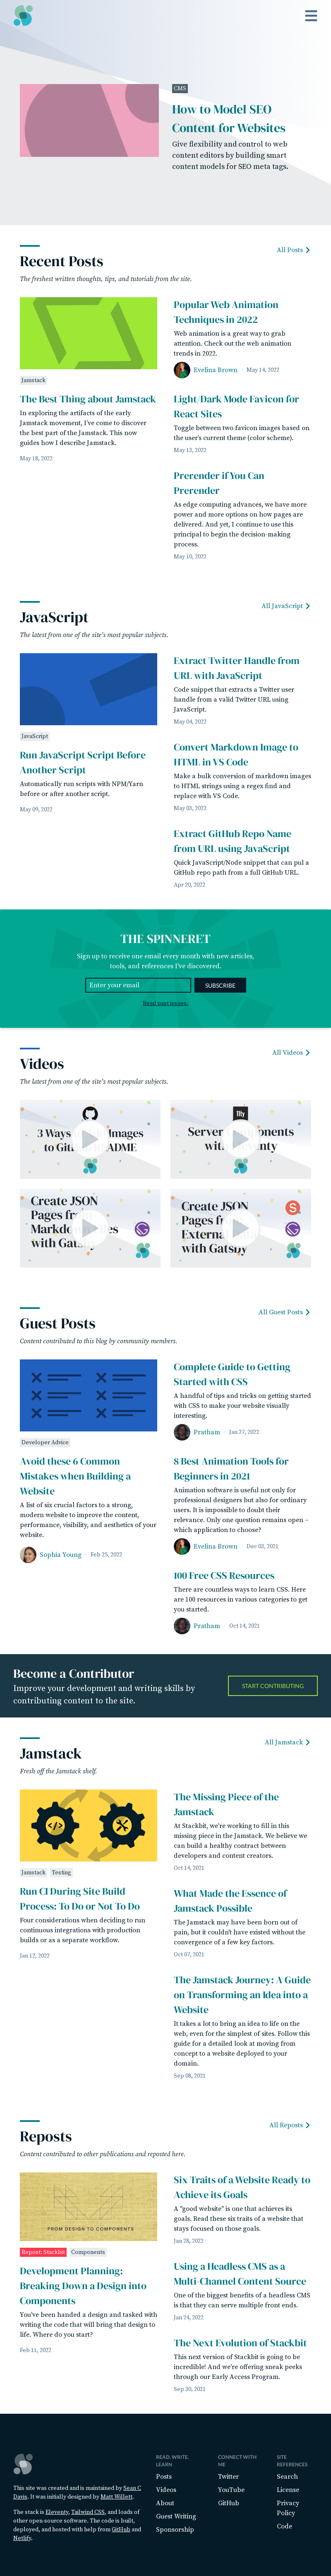 CMS
How to Model SEO
Content for Websites
Give flexibility and control to web
content editors by building smart
content models for SEO meta tags.
Recent Posts
All Posts
The freshest written thoughts, tips, and tutorials from the site.
Jamstack
The Best Thing about Jamstack
In exploring the artifacts of the early
Jamstack movement, I've come to discover
the best part of the Jamstack. This now
guides how I describe Jamstack.
May 18, 2022
Popular Web Animation
Techniques in 2022
Web animation is a great way to grab
attention. Check out the web animation
trends in 2022.
Evelina Brown · May 14, 2022
Light/Dark Mode Favicon for
React Sites
Toggle between two favicon images based on
the user's current theme (color scheme).
May 13, 2022
Prerender if You Can
Prerender
As edge computing advances, we have more
power and more options on how pages are
delivered. And yet, I continue to use this
principal to begin the decision-making
process.
May 10, 2022
JavaScript
All JavaScript
The latest from one of the site's most popular subjects.
JavaScript
Run JavaScript Script Before
Another Script
Automatically run scripts with NPM/Yarn
before or after another script.
May 09, 2022
Extract Twitter Handle from
URL with JavaScript
Code snippet that extracts a Twitter user
handle from a valid Twitter URL using
JavaScript.
May 04, 2022
Convert Markdown Image to
HTML in VS Code
Make a bulk conversion of markdown images
to HTML strings using a regex find and
replace with VS Code.
May 03, 2022
Extract GitHub Repo Name
from URL using JavaScript
Quick JavaScript/Node snippet that can pul a
GitHub repo path from a full GitHub URL.
Apr 20, 2022
THE SPINNERET
Sign up to receive one email every month with new articles,
tools, and references I've discovered.
Enter your email
SUBSCRIBE
Read past issues.
Videos
All Videos
The latest from one of the site's most popular subjects.
3 Ways Images
to Gi ADME
11ty
Server ponents
with nty
Create JSON
Pages from
Markdo es
with Gatsby
Create JSON
Pages f
Extern
with Gatsby
Guest Posts
All Guest Posts
Content contributed to this blog by community members.
Developer Advice
Avoid these 6 Common
Mistakes when Building a
Website
A list of six crucial factors to a strong,
modern website to improve the content,
performance, visibility, and aesthetics of your
website.
Sophia Young · Feb 25, 2022
Complete Guide to Getting
Started with CSS
A handful of tips and tricks on getting started
with CSS to make your website visually
interesting.
Pratham · Jan 27, 2022
8 Best Animation Tools for
Beginners in 2021
Animation software is useful not only for
professional designers but also for ordinary
users. It is impossible to doubt their
relevance. Only one question remains open –
which application to choose?
Evelina Brown · Dec 03, 2021
100 Free CSS Resources
There are countless ways to learn CSS. Here
are 100 resources in various categories to get
you started.
Pratham · Oct 14, 2021
Become a Contributor
Improve your development and writing skills by
contributing content to the site.
START CONTRIBUTING
Jamstack
All Jamstack
Fresh off the Jamstack shelf.
Jamstack Testing
Run CI During Site Build
Process: To Do or Not To Do
Four considerations when deciding to run
continuous integrations with production
builds or as a separate workflow.
Jan 12, 2022
The Missing Piece of the
Jamstack
At Stackbit, we're working to fill in this
missing piece in the Jamstack. We believe we
can build a healthy contract between
developers and content creators.
Oct 14, 2021
What Made the Essence of
Jamstack Possible
The Jamstack may have been born out of
pain, but it couldn't have existed without the
convergence of a few key factors.
Oct 07, 2021
The Jamstack Journey: A Guide
on Transforming an Idea into a
Website
It takes a lot to bring an idea to life on the
web, even for the simplest of sites. Follow this
guide for a detailed look at moving from
concept to a website deployed to your
domain.
Sep 08, 2021
Reposts
All Reposts
Content contributed to other publications and reposted here.
FROM DESIGN TO COMPONENTS
Repost: Stackbit Components
Development Planning:
Breaking Down a Design into
Components
You've been handed a design and tasked with
writing the code that will bring that design to
life. Where do you start?
Feb 11, 2022
Six Traits of a Website Ready to
Achieve its Goals
A "good website" is one that achieves its
goals. Read these six traits of a website that
stays focused on those goals.
Jan 28, 2022
Using a Headless CMS as a
Multi-Channel Content Source
One of the biggest benefits of a headless CMS
is that they can serve multiple front ends.
Jan 24, 2022
The Next Evolution of Stackbit
This next version of Stackbit is going to be
incredible! And we're offering sneak peeks
through our Early Access Program.
Sep 30, 2021
This site was created and is maintained by Sean C
Davis. It was initially designed by Matt Willett.
The stack is Eleventy, Tailwind CSS, and loads of
other open source software. The code is built,
deployed, and hosted with help from GitHub and
Netlify.
READ, WRITE,
LEARN
Posts
Videos
About
Guest Writing
Sponsorship
CONNECT WITH
ME
Twitter
YouTube
GitHub
SITE
REFERENCES
Search
License
Privacy
Policy
Code